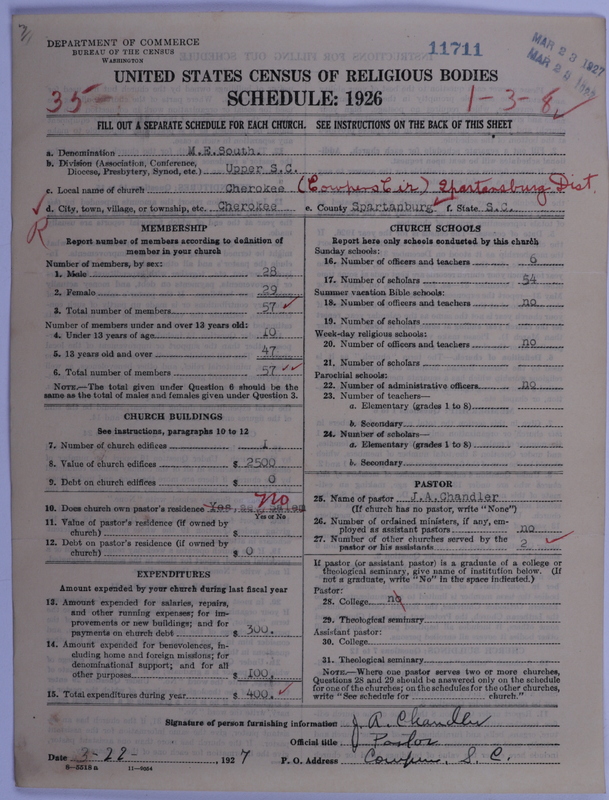 DEPARTMENT OF COMMERCE
BUREAU OF THE CENSUS
WASHINGTON
11711
MAR 23 1927
MAR 24
UNITED STATES CENSUS OF RELIGIOUS BODIES
35
SCHEDULE: 1926
1-3-8
FILL OUT A SEPARATE SCHEDULE FOR EACH CHURCH. SEE INSTRUCTIONS ON THE BACK OF THIS SHEET
a. Denomination M.E.South.
b. Division (Association, Conference, Diocese, Presbytery, Synod, etc.) Upper S.C.
c. Local name of church Cherokee (Cowpens Cir) Spartansburg Dist.
d. City, town, village, or township, etc. Cherokee e. County Spartanburg f. State S.C.
R
MEMBERSHIP
Report number of members according to definition of
member in your church
Number of members, by sex:
1. Male 28
2. Female 29
3. Total number of members 57
Number of members under and over 13 years old:
4. Under 13 years of age 10
5. 13 years old and over 47
6. Total number of members 57
NOTE.—The total given under Question 6 should be the
same as the total of males and females given under Question 3.
CHURCH BUILDINGS
See instructions, paragraphs 10 to 12
7. Number of church edifices 1
8. Value of church edifices $ 2500
9. Debt on church edifices $ 0
no
10. Does church own pastor's residence Yes,
Yes or No
11. Value of pastor's residence (if owned by
church) $
12. Debt on pastor's residence (if owned by
church) $ 0
EXPENDITURES
Amount expended by your church during last fiscal year
13. Amount expended for salaries, repairs,
and other running expenses; for im-
provements or new buildings; and for
payments on church debt $ 300.
14. Amount expended for benevolences, in-
cluding home and foreign missions; for
denominational support; and for all
other purposes $ 100.
15. Total expenditures during year $ 400.
CHURCH SCHOOLS
Report here only schools conducted by this church
Sunday schools:
16. Number of officers and teachers 6
17. Number of scholars 54
Summer vacation Bible schools:
18. Number of officers and teachers no
19. Number of scholars
Week-day religious schools:
20. Number of officers and teachers no
21. Number of scholars
Parochial schools:
22. Number of administrative officers no
23. Number of teachers—
a. Elementary (grades 1 to 8)
b. Secondary
24. Number of scholars—
a. Elementary (grades 1 to 8)
b. Secondary
PASTOR
25. Name of pastor J.A.Chandler
(If church has no pastor, write "None")
26. Number of ordained ministers, if any, em-
ployed as assistant pastors no
27. Number of other churches served by the
pastor or his assistants 2
If pastor (or assistant pastor) is a graduate of a college or
theological seminary, give name of institution below. (If
not a graduate, write "No" in the space indicated.)
Pastor:
28. College no
29. Theological seminary
Assistant pastor:
30. College
31. Theological seminary
NOTE.—Where one pastor serves two or more churches,
Questions 28 and 29 should be answered only on the schedule
for one of the churches; on the schedules for the other churches,
write "See schedule for church."
Signature of person furnishing information J. A. Chandler
Official title Pastor
Date 3-22-, 1927 P. O. Address Cowpens, S. C.
8—5218a 11—9064